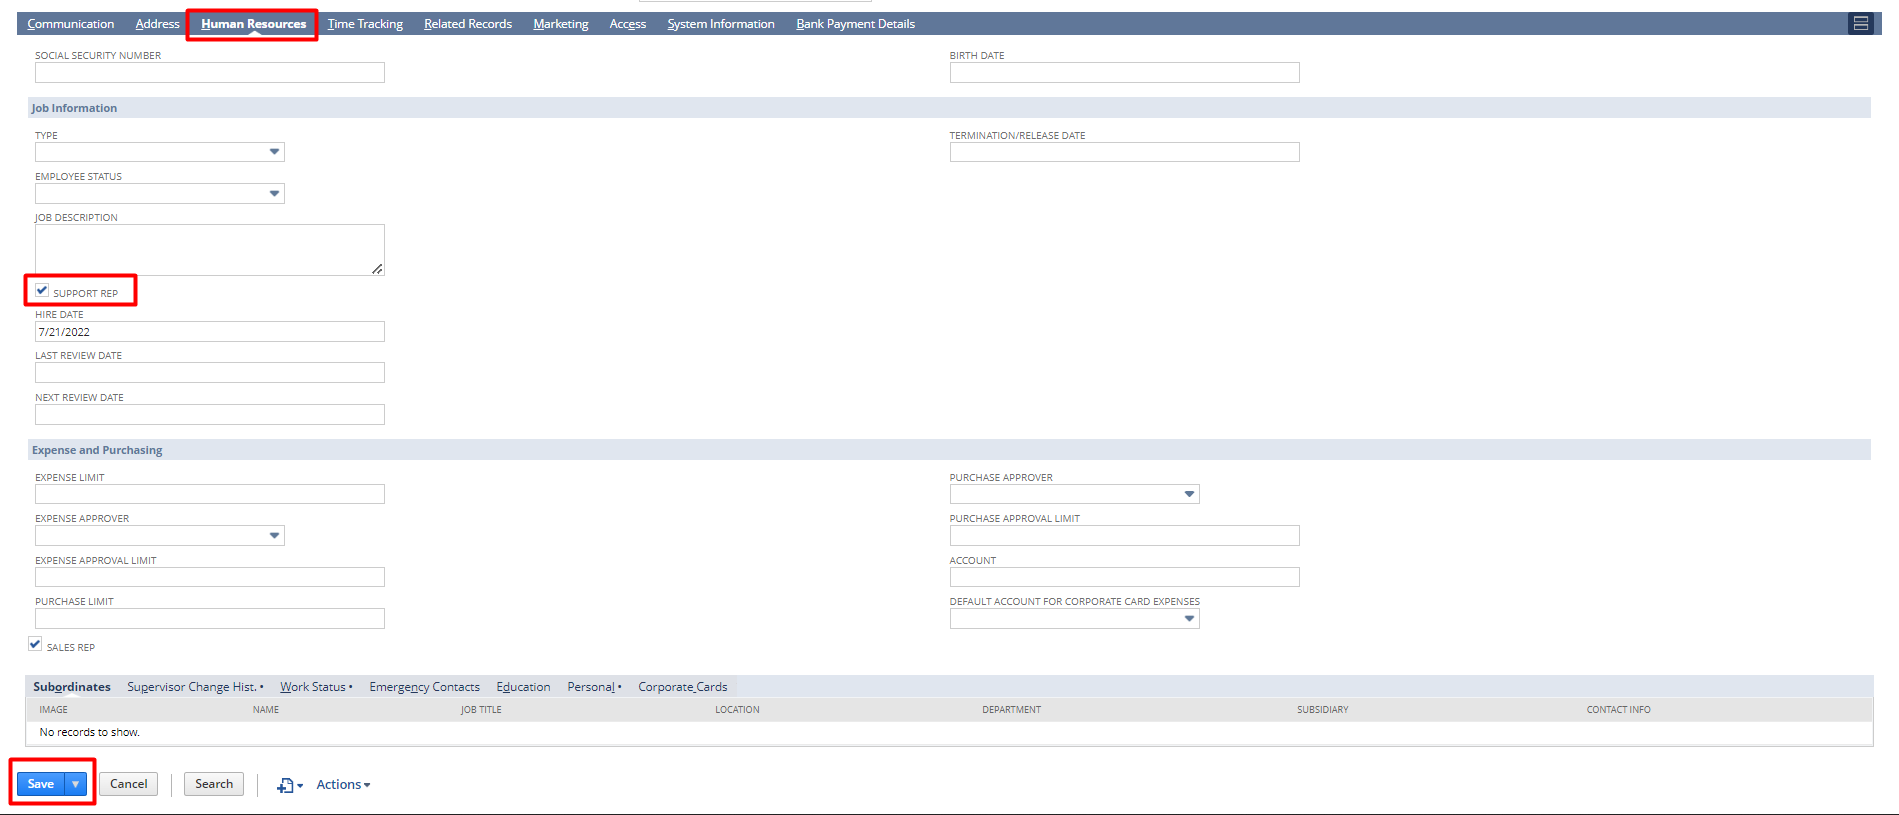 Communication Address Human Resources Time Tracking Related Records Marketing Access System Information Bank Payment Details
SOCIAL SECURITY NUMBER
BIRTH DATE
Job Information
TYPE
TERMINATION/RELEASE DATE
EMPLOYEE STATUS
JOB DESCRIPTION
SUPPORT REP
HIRE DATE
7/21/2022
LAST REVIEW DATE
NEXT REVIEW DATE
Expense and Purchasing
EXPENSE LIMIT
PURCHASE APPROVER
EXPENSE APPROVER
PURCHASE APPROVAL LIMIT
EXPENSE APPROVAL LIMIT
ACCOUNT
PURCHASE LIMIT
DEFAULT ACCOUNT FOR CORPORATE CARD EXPENSES
SALES REP
Subordinates Supervisor Change Hist. • Work Status • Emergency Contacts Education Personal • Corporate Cards
IMAGE NAME JOB TITLE LOCATION DEPARTMENT SUBSIDIARY CONTACT INFO
No records to show.
Save Cancel Search Actions